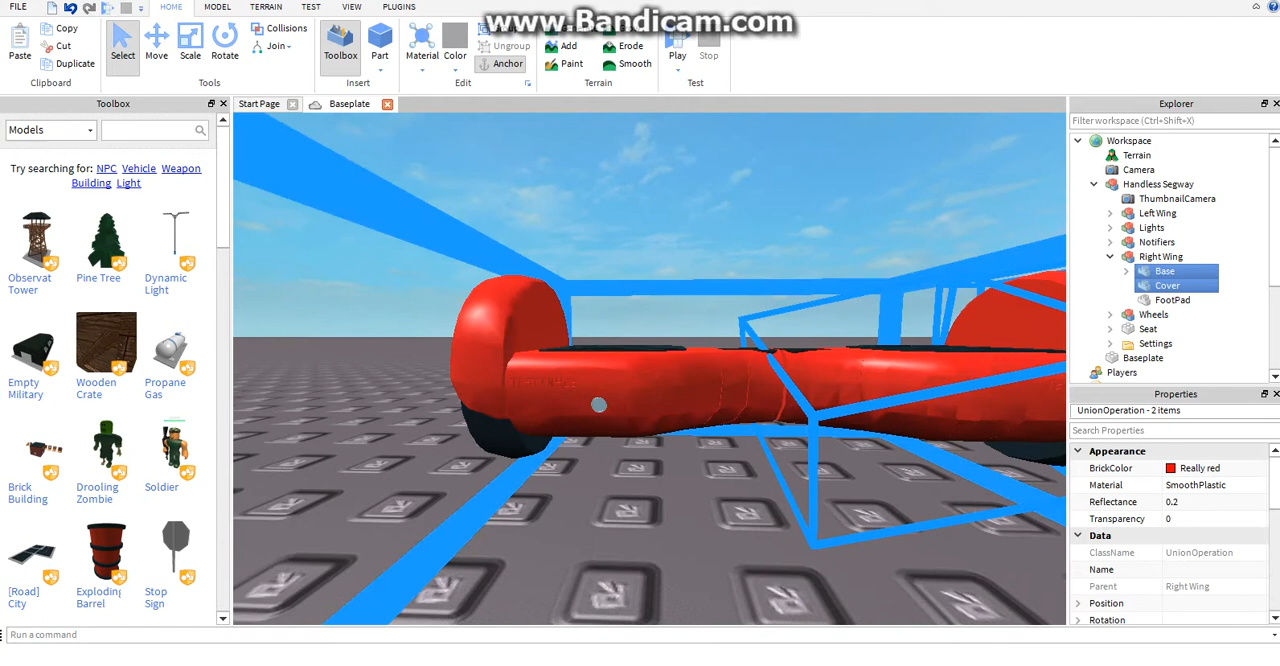 www.Bandicam.com
FILE HOME MODEL TERRAIN TEST VIEW PLUGINS
Paste Copy Cut Duplicate Clipboard
Select Move Scale Rotate Collisions Join Tools
Toolbox Part Insert
Material Color Ungroup Anchor Edit
Add Paint Erode Smooth Terrain
Play Stop Test
Toolbox
Models
Try searching for: NPC Vehicle Weapon
Building Light
Observat
Tower
Pine Tree
Dynamic
Light
Empty
Military
Wooden
Crate
Propane
Gas
Brick
Building
Drooling
Zombie
Soldier
[Road]
City
Exploding
Barrel
Stop
Sign
Start Page Baseplate
Explorer
Filter workspace (Ctrl+Shift+X)
Workspace
Terrain
Camera
Handless Segway
ThumbnailCamera
Left Wing
Lights
Notifiers
Right Wing
Base
Cover
FootPad
Wheels
Seat
Settings
Baseplate
Players
Properties
UnionOperation - 2 items
Search Properties
Appearance
BrickColor Really red
Material SmoothPlastic
Reflectance 0.2
Transparency 0
Data
ClassName UnionOperation
Name
Parent Right Wing
Position
Rotation
Run a command